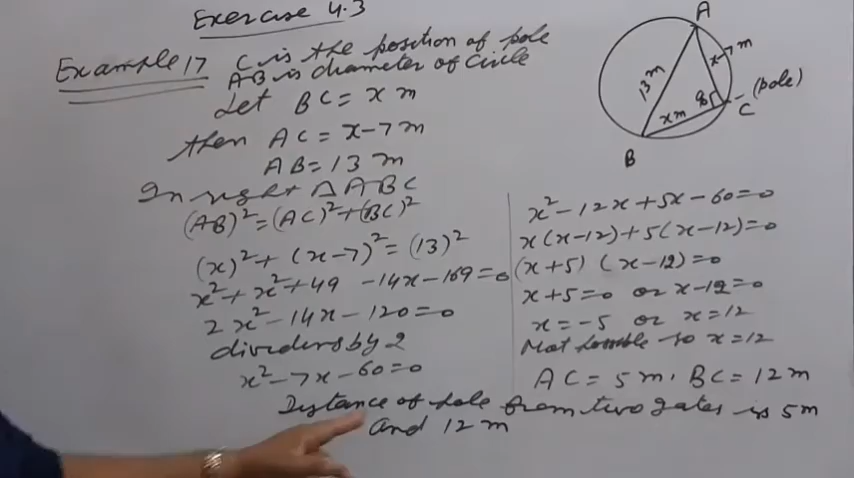 Exercise 4.3
Example 17
C is the position of pole
AB is diameter of circle
Let BC = x m
then AC = x-7 m
AB = 13 m
In right Δ ABC
(AB)² = (AC)² + (BC)²
(x)² + (x-7)² = (13)²
x² + x² + 49 - 14x - 169 = 0
2x² - 14x - 120 = 0
dividers by 2
x² - 7x - 60 = 0
x² - 12x + 5x - 60 = 0
x(x-12) + 5(x-12) = 0
(x+5) (x-12) = 0
x+5=0 or x-12=0
x = -5 or x = 12
Not possible so x = 12
AC = 5 m, BC = 12 m
Distance of pole from two gates is 5m
and 12 m
A
13 m
x-7 m
(pole)
C
x m
B